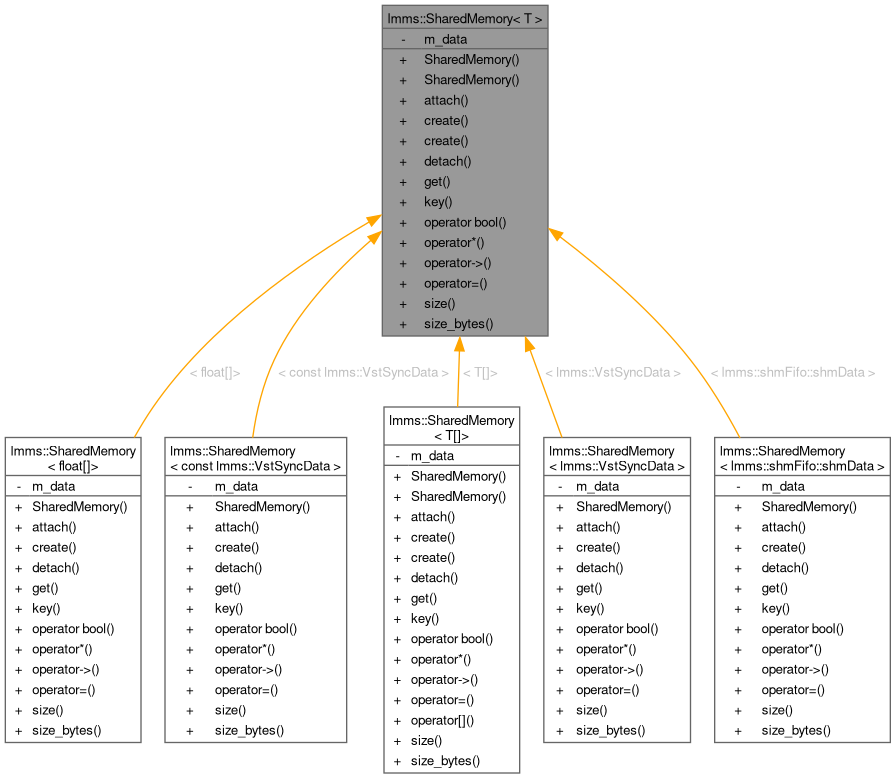 lmms::SharedMemory< T >
- m_data
+ SharedMemory()
+ SharedMemory()
+ attach()
+ create()
+ create()
+ detach()
+ get()
+ key()
+ operator bool()
+ operator*()
+ operator->()
+ operator=()
+ size()
+ size_bytes()
< float[]>
< const lmms::VstSyncData >
< T[]>
< lmms::VstSyncData >
< lmms::shmFifo::shmData >
lmms::SharedMemory
< float[]>
- m_data
+ SharedMemory()
+ attach()
+ create()
+ detach()
+ get()
+ key()
+ operator bool()
+ operator*()
+ operator->()
+ operator=()
+ size()
+ size_bytes()
lmms::SharedMemory
< const lmms::VstSyncData >
- m_data
+ SharedMemory()
+ attach()
+ create()
+ detach()
+ get()
+ key()
+ operator bool()
+ operator*()
+ operator->()
+ operator=()
+ size()
+ size_bytes()
lmms::SharedMemory
< T[]>
- m_data
+ SharedMemory()
+ SharedMemory()
+ attach()
+ create()
+ create()
+ detach()
+ get()
+ key()
+ operator bool()
+ operator*()
+ operator->()
+ operator=()
+ operator[]()
+ size()
+ size_bytes()
lmms::SharedMemory
< lmms::VstSyncData >
- m_data
+ SharedMemory()
+ attach()
+ create()
+ detach()
+ get()
+ key()
+ operator bool()
+ operator*()
+ operator->()
+ operator=()
+ size()
+ size_bytes()
lmms::SharedMemory
< lmms::shmFifo::shmData >
- m_data
+ SharedMemory()
+ attach()
+ create()
+ detach()
+ get()
+ key()
+ operator bool()
+ operator*()
+ operator->()
+ operator=()
+ size()
+ size_bytes()